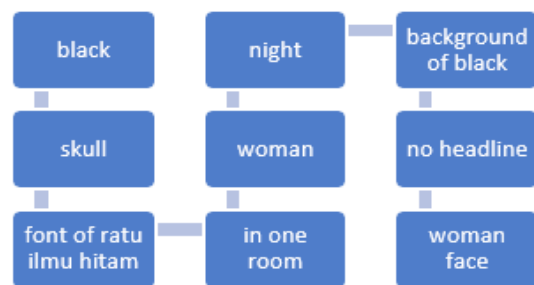 black
skull
font of ratu
ilmu hitam
in one
room
woman
night
background
of black
no headline
woman
face